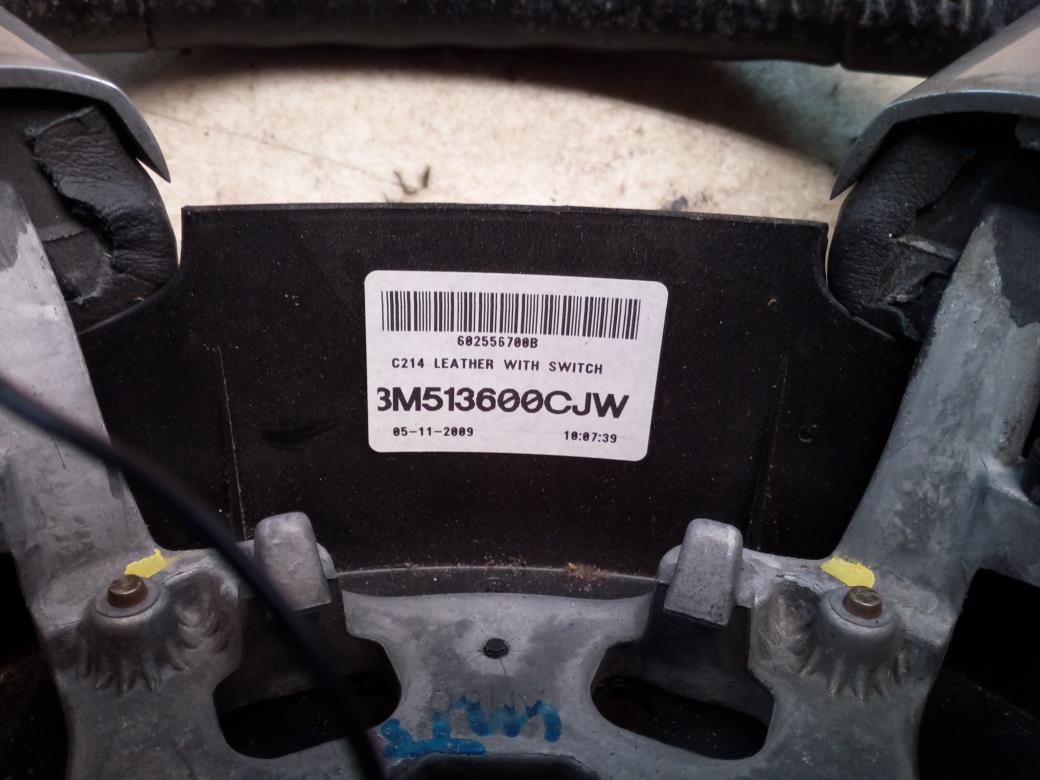 602556700B
C214 LEATHER WITH SWITCH
3M513600CJW
05-11-2009 10:07:39